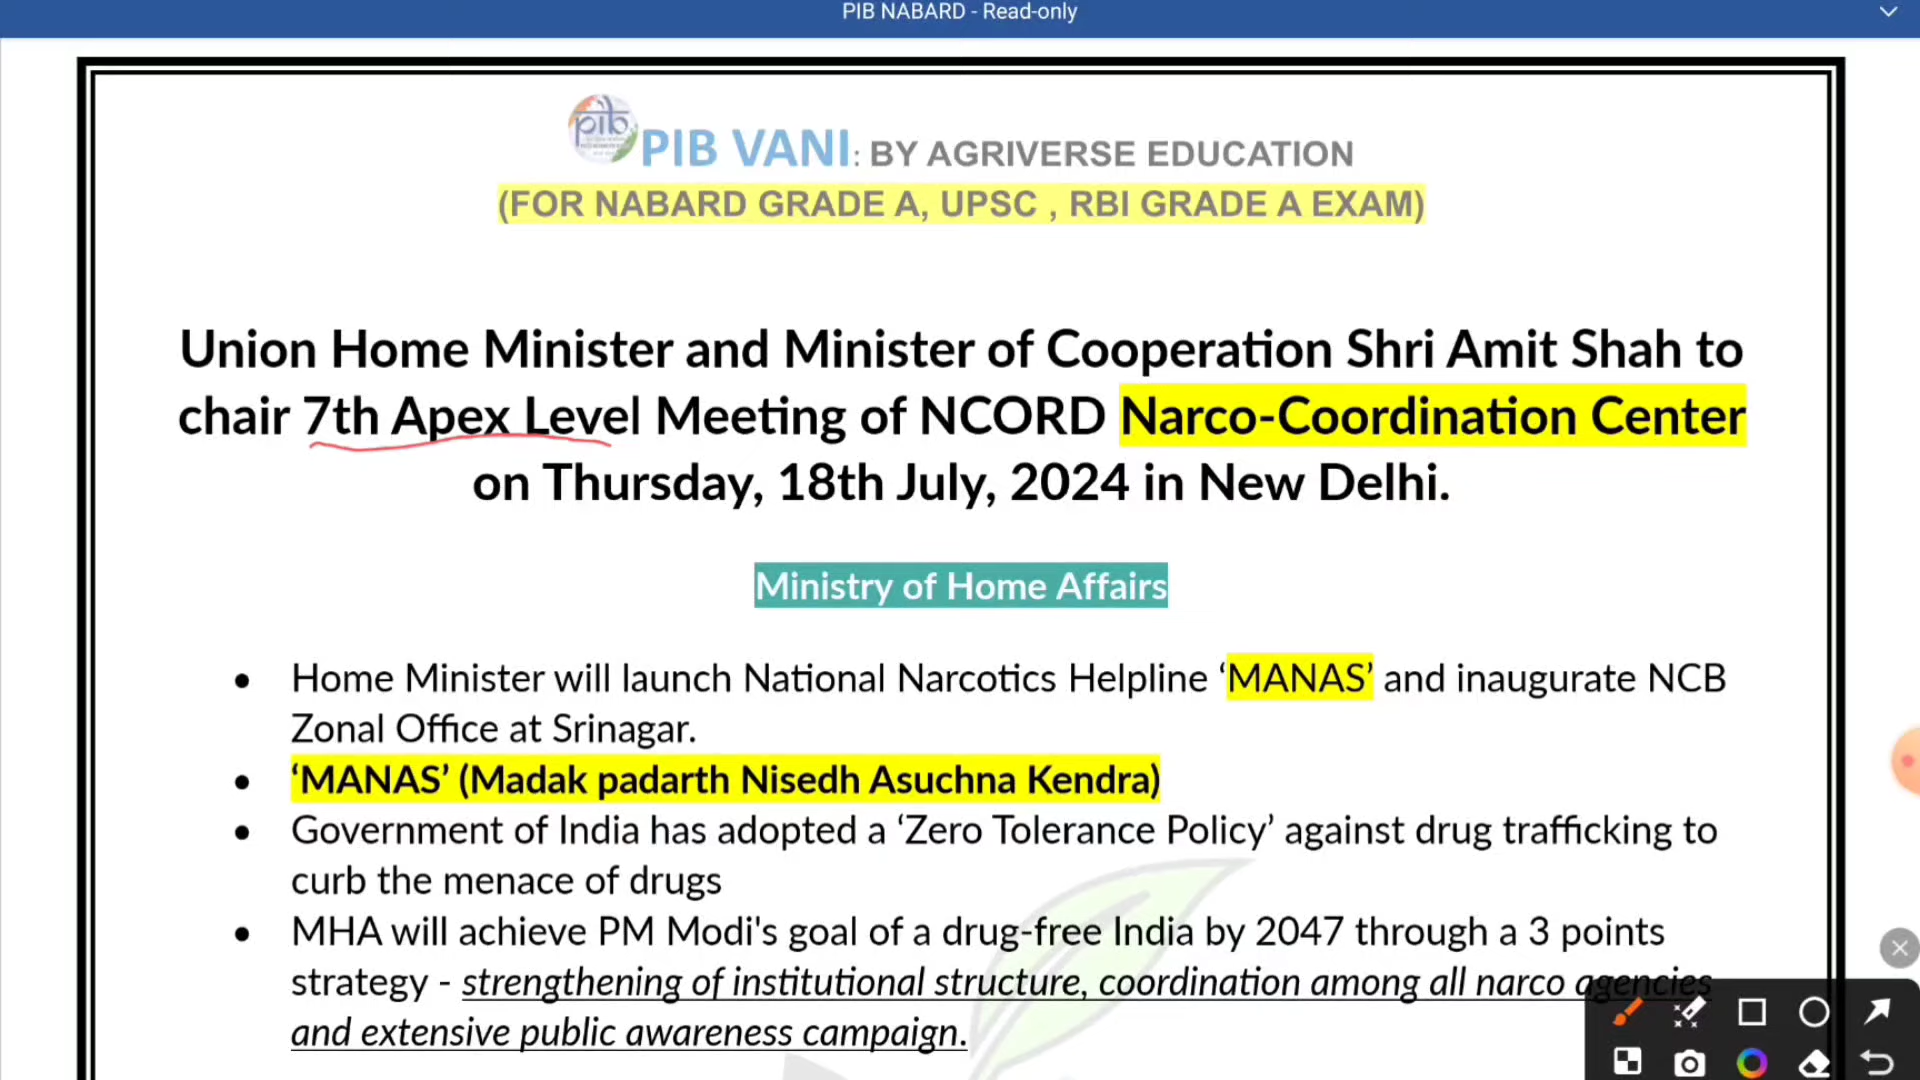 PIB NABARD - Read-only
pib
PIB VANI: BY AGRIVERSE EDUCATION
(FOR NABARD GRADE A, UPSC , RBI GRADE A EXAM)
Union Home Minister and Minister of Cooperation Shri Amit Shah to
chair 7th Apex Level Meeting of NCORD Narco-Coordination Center
on Thursday, 18th July, 2024 in New Delhi.
Ministry of Home Affairs
• Home Minister will launch National Narcotics Helpline ‘MANAS’ and inaugurate NCB
Zonal Office at Srinagar.
• ‘MANAS’ (Madak padarth Nisedh Asuchna Kendra)
• Government of India has adopted a ‘Zero Tolerance Policy’ against drug trafficking to
curb the menace of drugs
• MHA will achieve PM Modi's goal of a drug-free India by 2047 through a 3 points
strategy - strengthening of institutional structure, coordination among all narco agencies
and extensive public awareness campaign.